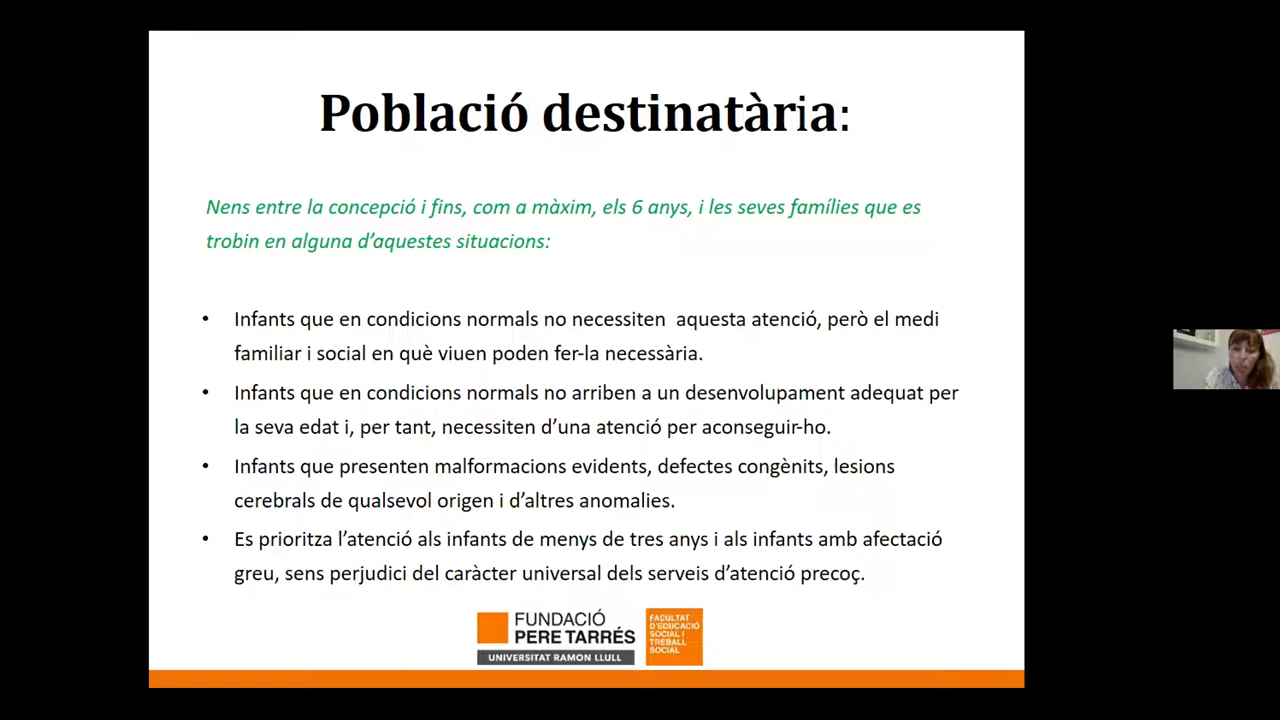 Població destinatària:
Nens entre la concepció i fins, com a màxim, els 6 anys, i les seves famílies que es
trobin en alguna d’aquestes situacions:
• Infants que en condicions normals no necessiten aquesta atenció, però el medi
familiar i social en què viuen poden fer-la necessària.
• Infants que en condicions normals no arriben a un desenvolupament adequat per
la seva edat i, per tant, necessiten d’una atenció per aconseguir-ho.
• Infants que presenten malformacions evidents, defectes congènits, lesions
cerebrals de qualsevol origen i d’altres anomalies.
• Es prioritza l’atenció als infants de menys de tres anys i als infants amb afectació
greu, sens perjudici del caràcter universal dels serveis d’atenció precoç.
FUNDACIÓ
PERE TARRÉS
UNIVERSITAT RAMON LLULL
FACULTAT
D'EDUCACIÓ
SOCIAL I
TREBALL
SOCIAL